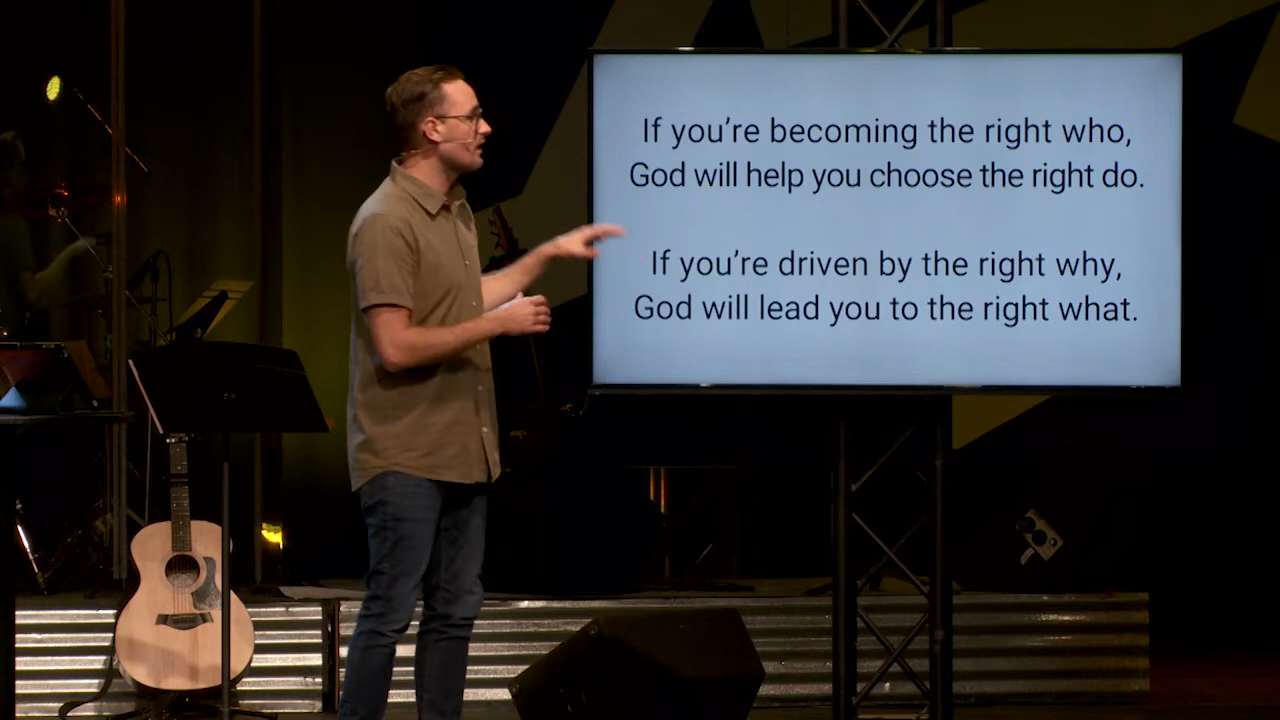 If you’re becoming the right who,
God will help you choose the right do.
If you’re driven by the right why,
God will lead you to the right what.